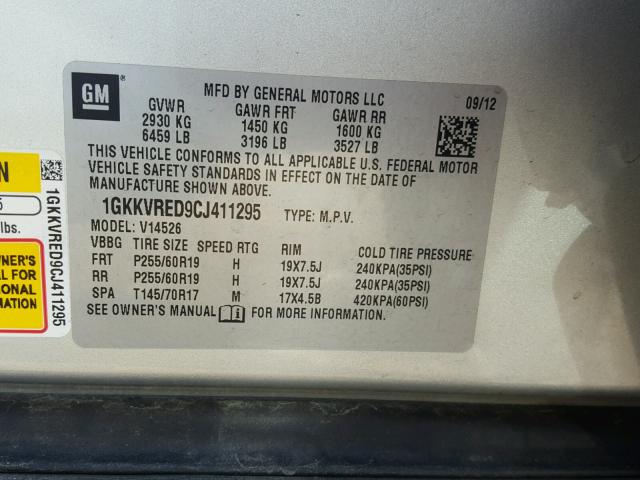 GM
MFD BY GENERAL MOTORS LLC
09/12
GVWR GAWR FRT GAWR RR
2930 KG 1450 KG 1600 KG
6459 LB 3196 LB 3527 LB
THIS VEHICLE CONFORMS TO ALL APPLICABLE U.S. FEDERAL MOTOR
VEHICLE SAFETY STANDARDS IN EFFECT ON THE DATE OF
MANUFACTURE SHOWN ABOVE.
1GKKVRED9CJ411295 TYPE: M.P.V.
MODEL: V14526
VBBG TIRE SIZE SPEED RTG RIM COLD TIRE PRESSURE
FRT P255/60R19 H 19X7.5J 240KPA(35PSI)
RR P255/60R19 H 19X7.5J 240KPA(35PSI)
SPA T145/70R17 M 17X4.5B 420KPA(60PSI)
SEE OWNER'S MANUAL FOR MORE INFORMATION.
1GKKVRED9CJ411295
N
5
lbs.
WNER'S
AL FOR
IONAL
MATION